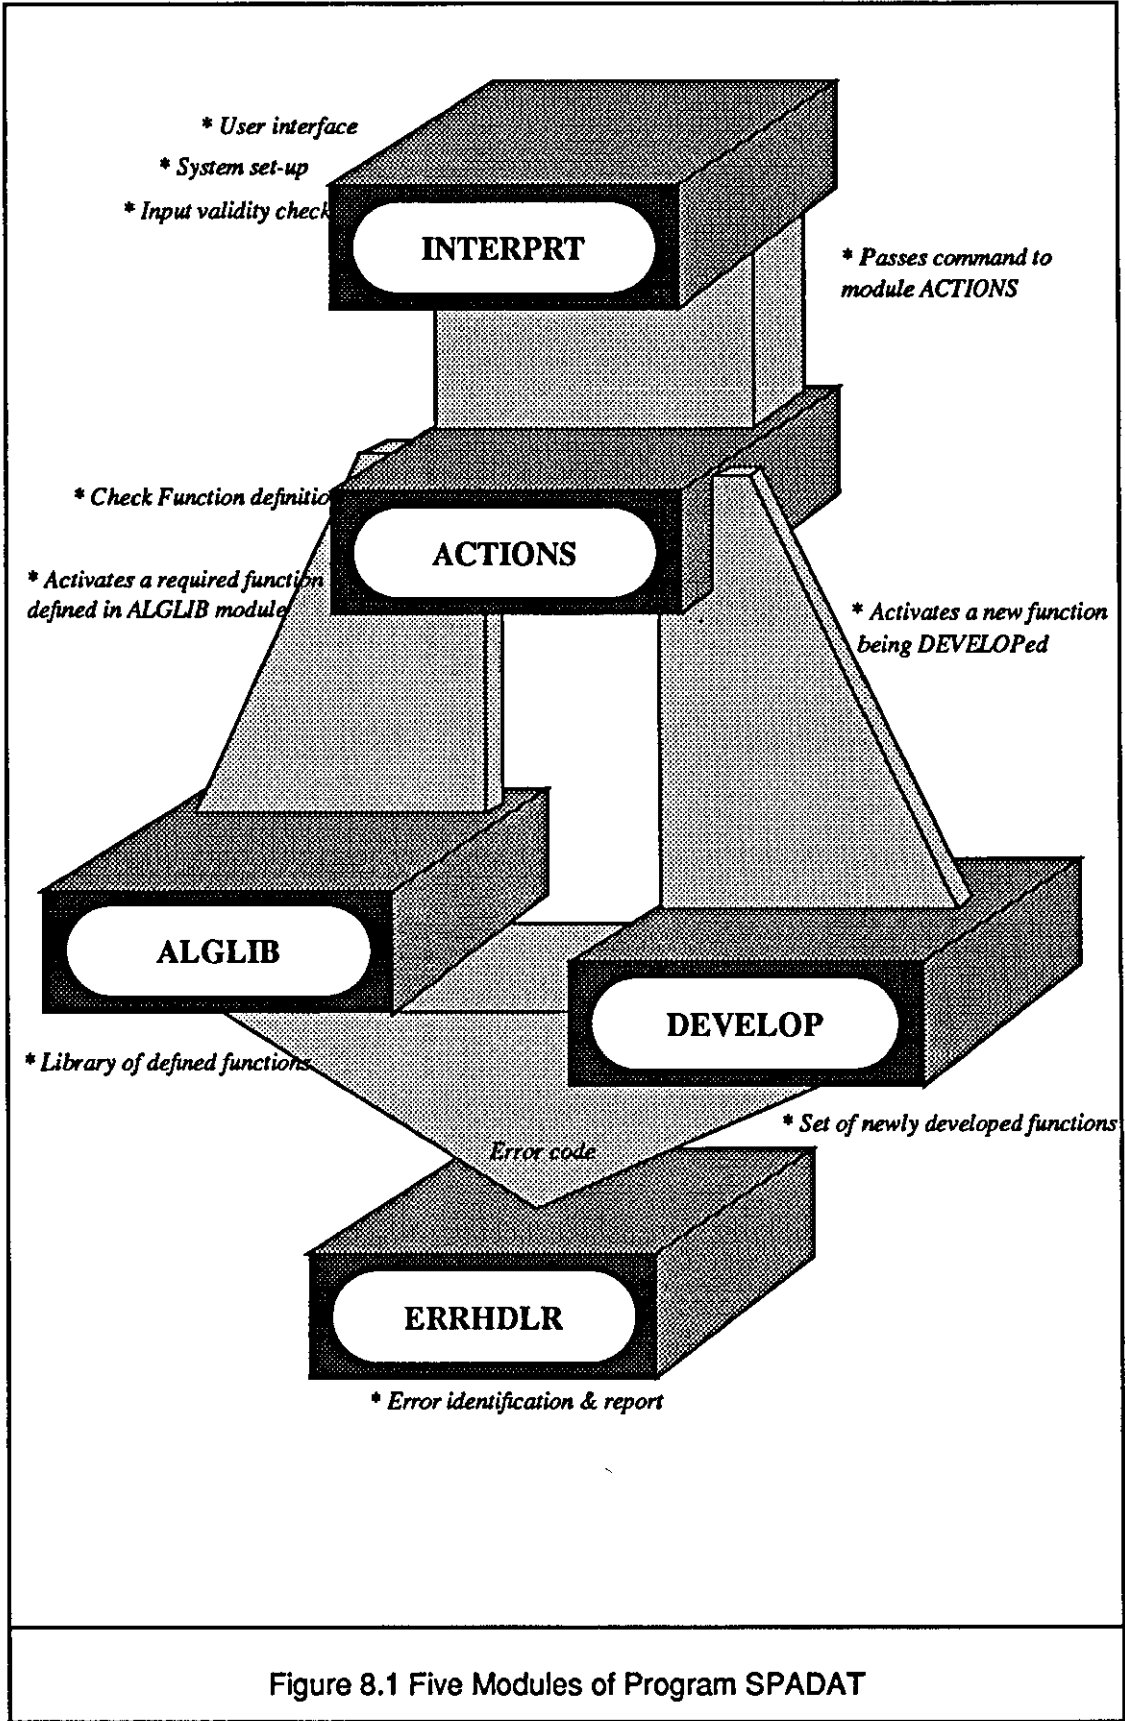 * User interface
* System set-up
* Input validity check
INTERPRT
* Passes command to
module ACTIONS
* Check Function definitio
ACTIONS
* Activates a required function
defined in ALGLIB module
* Activates a new function
being DEVELOPed
ALGLIB
DEVELOP
* Library of defined functions
* Set of newly developed functions
Error code
ERRHDLR
* Error identification & report
Figure 8.1 Five Modules of Program SPADAT